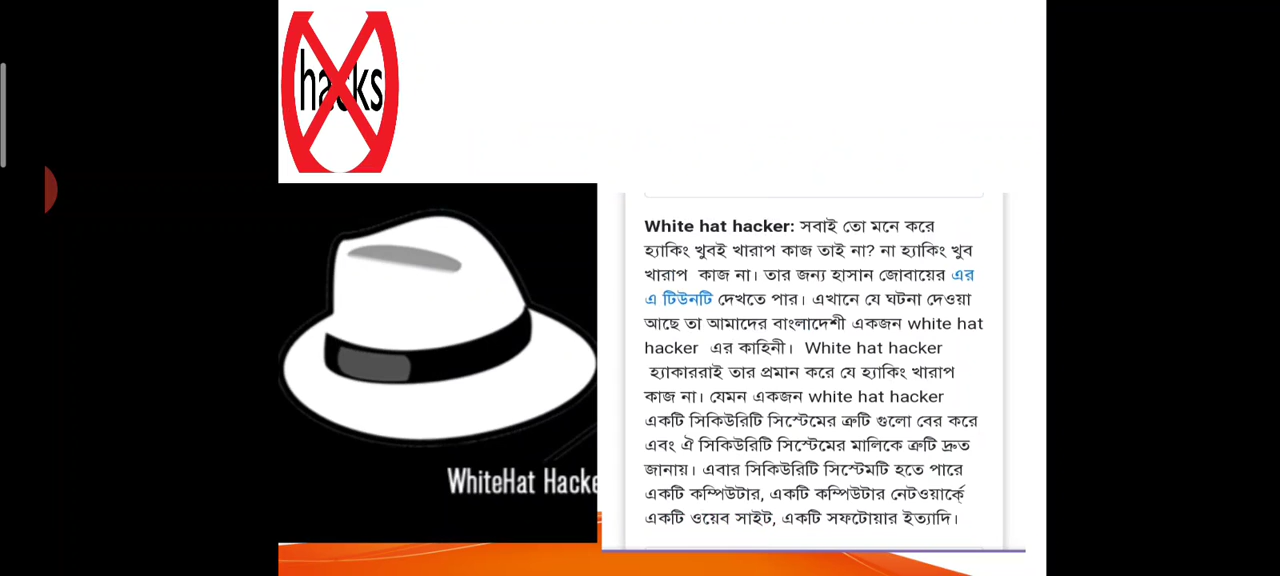 hacks
White hat hacker: সবাই তো মনে করে
হ্যাকিং খুবই খারাপ কাজ তাই না? না হ্যাকিং খুব
খারাপ কাজ না। তার জন্য হাসান জোবায়ের এর
এ টিউনটি দেখতে পার। এখানে যে ঘটনা দেওয়া
আছে তা আমাদের বাংলাদেশী একজন white hat
hacker এর কাহিনী। White hat hacker
হ্যাকাররাই তার প্রমান করে যে হ্যাকিং খারাপ
কাজ না। যেমন একজন white hat hacker
একটি সিকিউরিটি সিস্টেমের ত্রুটি গুলো বের করে
এবং ঐ সিকিউরিটি সিস্টেমের মালিকে ত্রুটি দ্রুত
জানায়। এবার সিকিউরিটি সিস্টেমটি হতে পারে
একটি কম্পিউটার, একটি কম্পিউটার নেটওয়ার্কে্
একটি ওয়েব সাইট, একটি সফটোয়ার ইত্যাদি।
WhiteHat Hacke